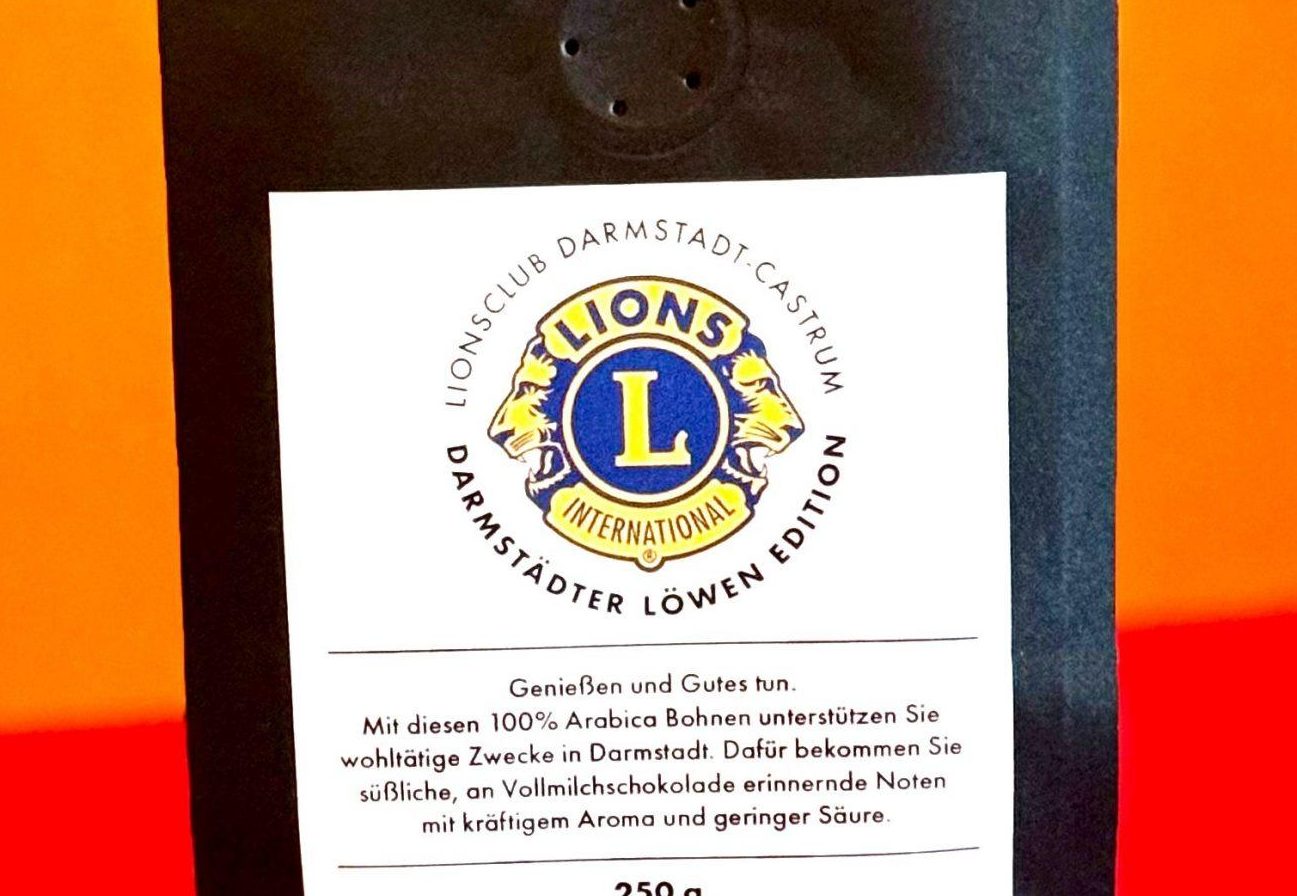 LIONSCLUB DARMSTADT-CASTRUM
LIONS
L
INTERNATIONAL
®
DARMSTÄDTER LÖWEN EDITION
Genießen und Gutes tun.
Mit diesen 100% Arabica Bohnen unterstützen Sie
wohltätige Zwecke in Darmstadt. Dafür bekommen Sie
süßliche, an Vollmilchschokolade erinnernde Noten
mit kräftigem Aroma und geringer Säure.
250 g